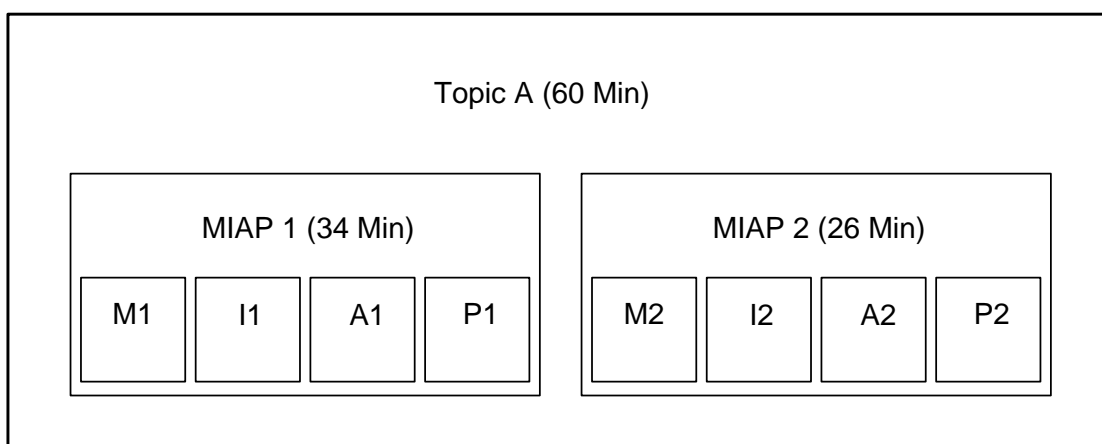 Topic A (60 Min)
MIAP 1 (34 Min)
M1 I1 A1 P1
MIAP 2 (26 Min)
M2 I2 A2 P2